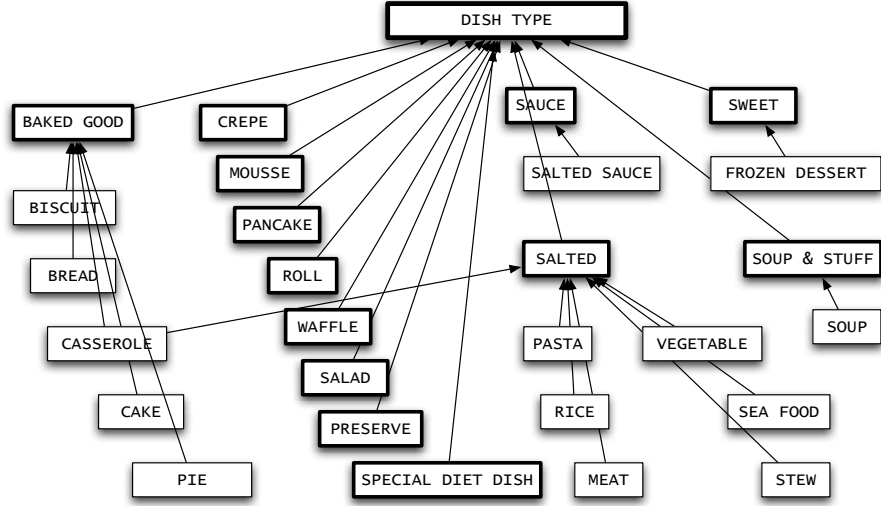 DISH TYPE
BAKED GOOD
CREPE
SAUCE
SWEET
MOUSSE
SALTED SAUCE
FROZEN DESSERT
BISCUIT
PANCAKE
BREAD
ROLL
SALTED
SOUP & STUFF
WAFFLE
SOUP
CASSEROLE
PASTA
VEGETABLE
SALAD
CAKE
RICE
SEA FOOD
PRESERVE
PIE
SPECIAL DIET DISH
MEAT
STEW